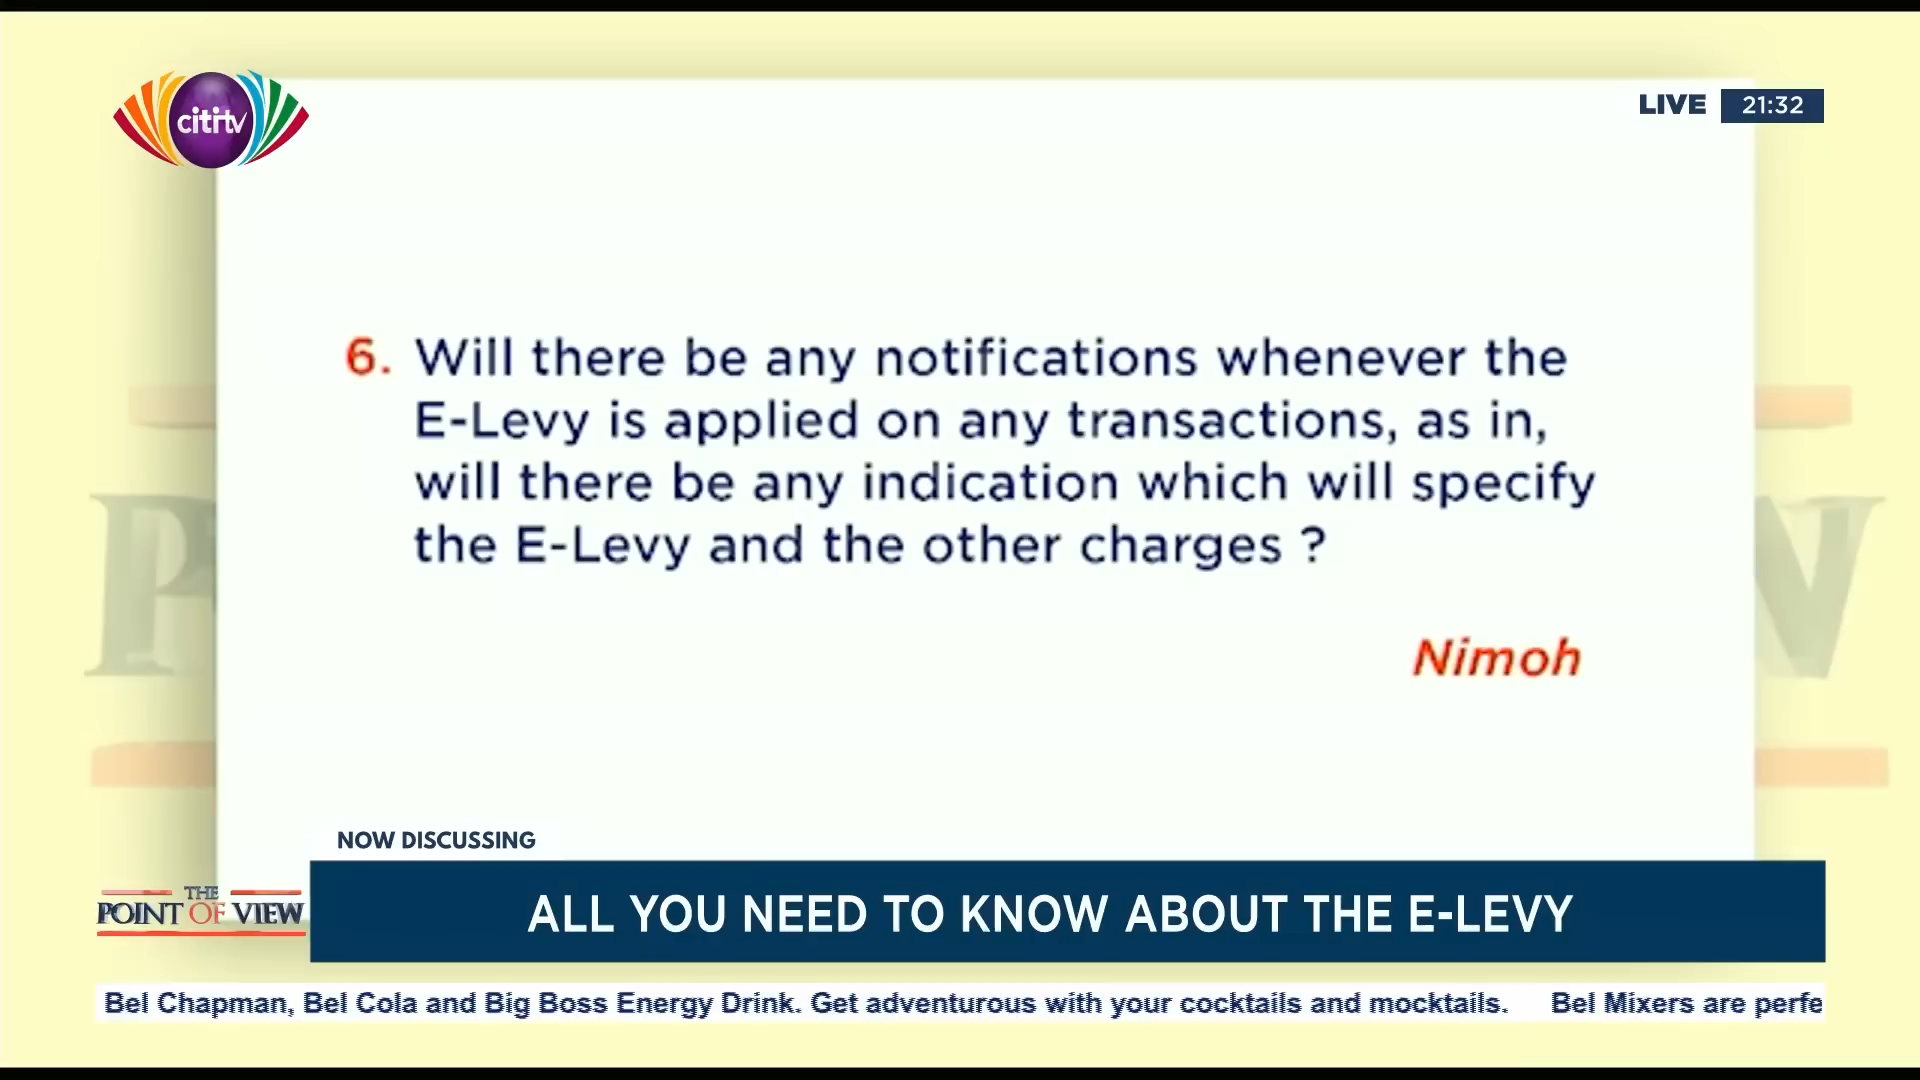 citi tv
LIVE 21:32
6. Will there be any notifications whenever the
E-Levy is applied on any transactions, as in,
will there be any indication which will specify
the E-Levy and the other charges ?
Nimoh
NOW DISCUSSING
THE
POINT OF VIEW
ALL YOU NEED TO KNOW ABOUT THE E-LEVY
Bel Chapman, Bel Cola and Big Boss Energy Drink. Get adventurous with your cocktails and mocktails. Bel Mixers are perfe